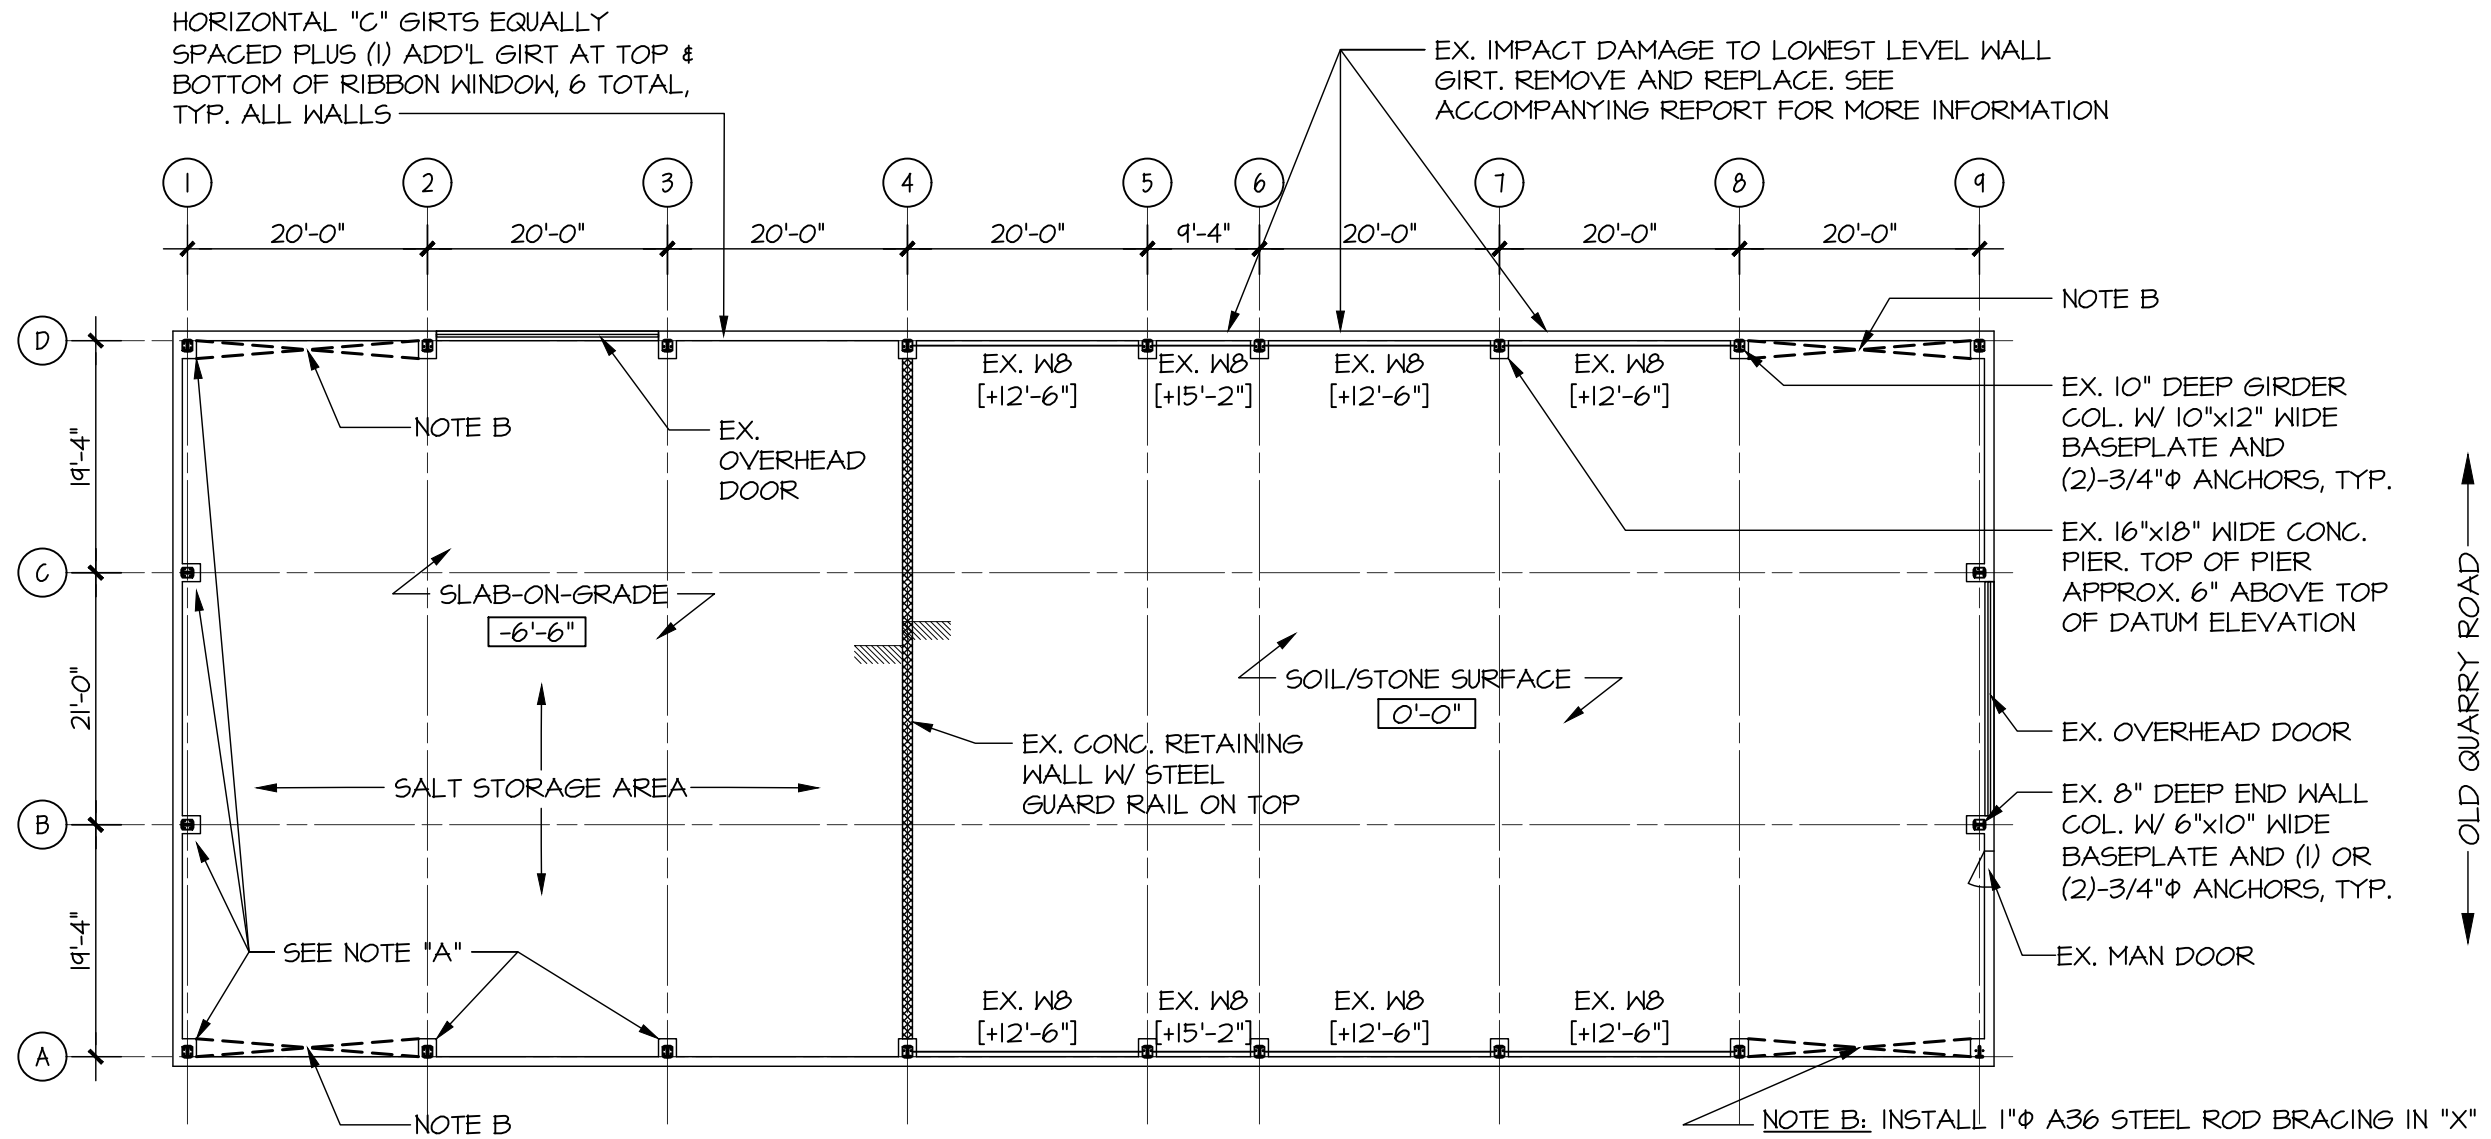 HORIZONTAL "C" GIRTS EQUALLY
SPACED PLUS (1) ADD'L GIRT AT TOP &
BOTTOM OF RIBBON WINDOW, 6 TOTAL,
TYP. ALL WALLS
EX. IMPACT DAMAGE TO LOWEST LEVEL WALL
GIRT. REMOVE AND REPLACE. SEE
ACCOMPANYING REPORT FOR MORE INFORMATION
1 2 3 4 5 6 7 8 9
20'-0" 20'-0" 20'-0" 20'-0" 9'-4" 20'-0" 20'-0" 20'-0"
D
C
B
A
19'-4"
21'-0"
19'-4"
NOTE B
NOTE B
EX.
OVERHEAD
DOOR
EX. W8
[+12'-6"]
EX. W8
[+15'-2"]
EX. W8
[+12'-6"]
EX. W8
[+12'-6"]
EX. 10" DEEP GIRDER
COL. W/ 10"x12" WIDE
BASEPLATE AND
(2)-3/4"Φ ANCHORS, TYP.
EX. 16"x18" WIDE CONC.
PIER. TOP OF PIER
APPROX. 6" ABOVE TOP
OF DATUM ELEVATION
SLAB-ON-GRADE
-6'-6"
SOIL/STONE SURFACE
0'-0"
EX. CONC. RETAINING
WALL W/ STEEL
GUARD RAIL ON TOP
SALT STORAGE AREA
EX. OVERHEAD DOOR
EX. 8" DEEP END WALL
COL. W/ 6"x10" WIDE
BASEPLATE AND (1) OR
(2)-3/4"Φ ANCHORS, TYP.
OLD QUARRY ROAD
SEE NOTE "A"
EX. MAN DOOR
EX. W8
[+12'-6"]
EX. W8
[+15'-2"]
EX. W8
[+12'-6"]
EX. W8
[+12'-6"]
NOTE B
NOTE B: INSTALL 1"Φ A36 STEEL ROD BRACING IN "X"